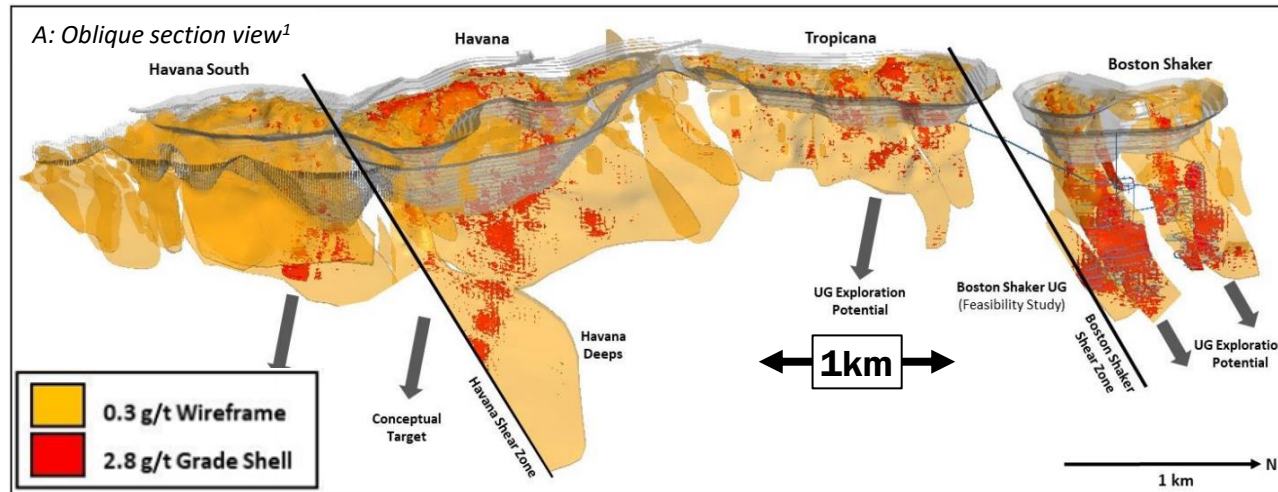 A: Oblique section view¹
Havana South
Havana
Tropicana
Boston Shaker
UG Exploration
Potential
Boston Shaker UG
(Feasibility Study)
Boston Shaker
Shear Zone
UG Exploration
Potential
Havana
Deeps
Havana Shear Zone
Conceptual
Target
1km
0.3 g/t Wireframe
2.8 g/t Grade Shell
N
1 km